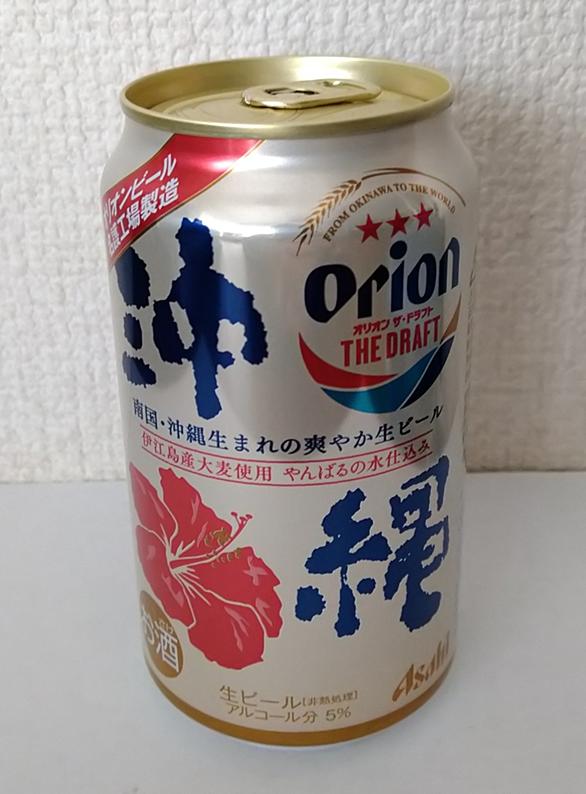 オリオンビール
名護工場製造
FROM OKINAWA TO THE WORLD
Orion
オリオン ザ・ドラフト
THE DRAFT
沖
南国・沖縄生まれの爽やか生ビール
伊江島産大麦使用 やんばるの水仕込み
縄
お酒
生ビール[非熱処理]
アルコール分 5%
Asahi